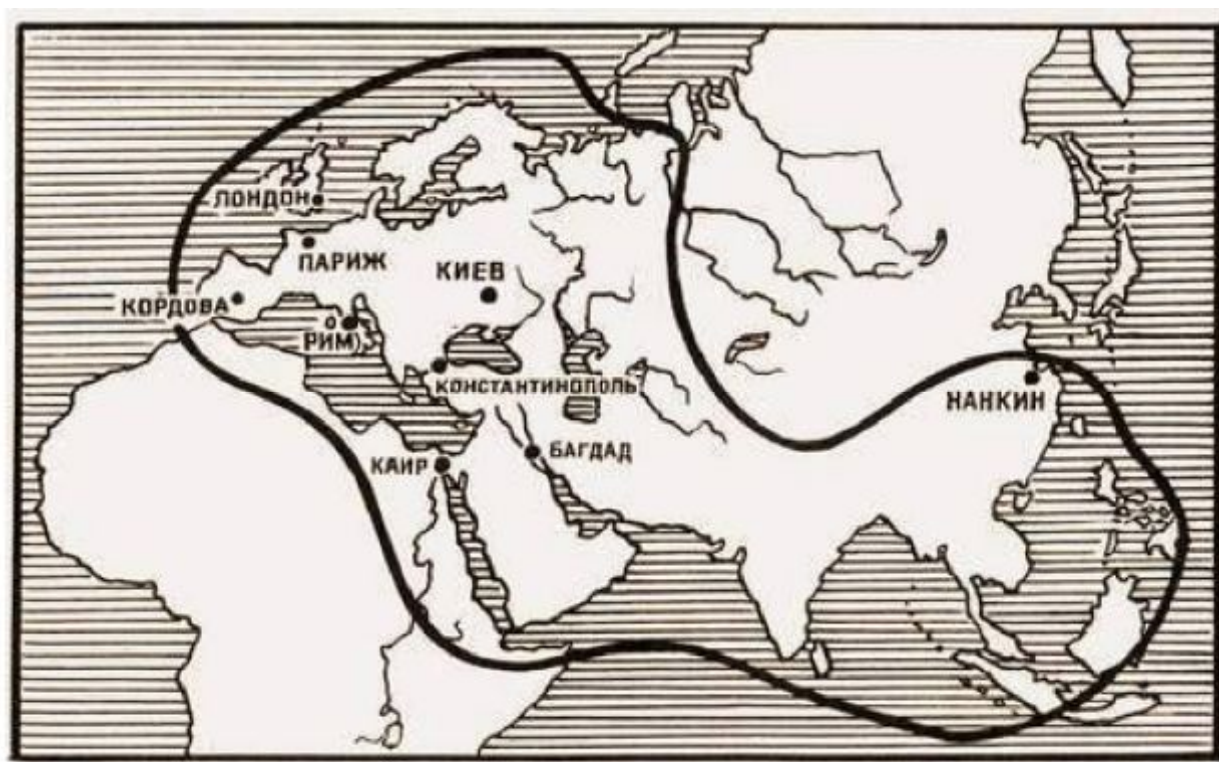 ЛОНДОН
ПАРИЖ
КИЕВ
КОРДОВА
РИМ
КОНСТАНТИНОПОЛЬ
НАНКИН
КАИР
БАГДАД